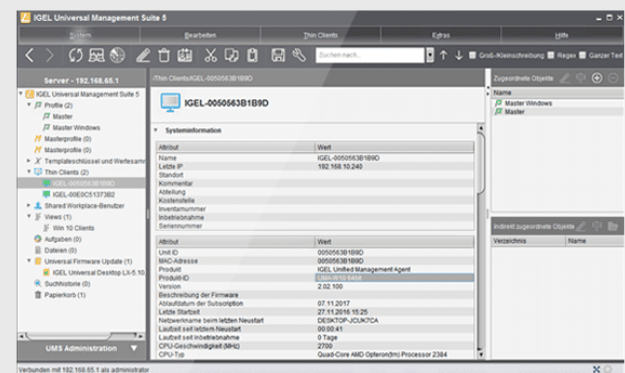 IGEL Universal Management Suite 5
System Bearbeiten Thin Clients Extras Hilfe
Suchen nach... Groß-/Kleinschreibung Regex Ganzer Text
Server - 192.168.65.1
IGEL Universal Management Suite 5
Profile (2)
Master
Master Windows
Masterprofile (0)
Masterprofile (0)
Templateschlüssel und Wertesamm
Thin Clients (2)
IGEL-0050563B1B9D
IGEL-00E0C51373B2
Shared Workplace-Benutzer
Views (1)
Win 10 Clients
Aufgaben (0)
Dateien (0)
Universal Firmware Update (1)
IGEL Universal Desktop LX-5.10.
Suchhistorie (0)
Papierkorb (1)
UMS Administration
/Thin Clients/IGEL-0050563B1B9D
IGEL-0050563B1B9D
Systeminformation
Attribut Wert
Name IGEL-0050563B1B9D
Letzte IP 192.168.10.240
Standort
Kommentar
Abteilung
Kostenstelle
Inventarnummer
Inbetriebnahme
Seriennummer
Attribut Wert
Unit ID 0050563B1B9D
MAC-Adresse 0050563B1B9D
Produkt IGEL Unified Management Agent
Produkt-ID
Version 2.02.100
Beschreibung der Firmware
Ablaufdatum der Subscription 07.11.2017
Letzte Startzeit 27.11.2016 15:25
Netzwerkname beim letzten Neustart DESKTOP-JCUK7CA
Laufzeit seit letztem Neustart 00:00:41
Laufzeit seit Inbetriebnahme 0 Tage
CPU-Geschwindigkeit (MHz) 2700
CPU-Typ Quad-Core AMD Opteron(tm) Processor 2384
Zugeordnete Objekte
Name
Master Windows
Master
Indirekt zugeordnete Objekte
Verzeichnis Name
Verbunden mit 192.168.65.1 als administrator